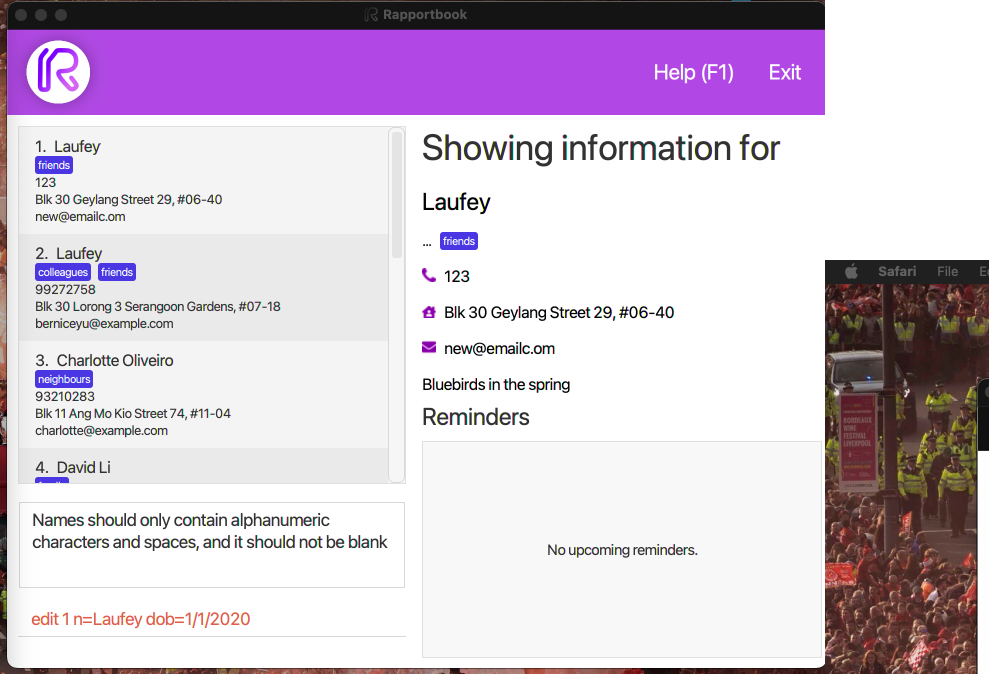 Rapportbook
Help (F1) Exit
1. Laufey
friends
123
Blk 30 Geylang Street 29, #06-40
new@emailc.om
2. Laufey
colleagues friends
99272758
Blk 30 Lorong 3 Serangoon Gardens, #07-18
berniceyu@example.com
3. Charlotte Oliveiro
neighbours
93210283
Blk 11 Ang Mo Kio Street 74, #11-04
charlotte@example.com
4. David Li
Names should only contain alphanumeric
characters and spaces, and it should not be blank
edit 1 n=Laufey dob=1/1/2020
Showing information for
Laufey
... friends
123
Blk 30 Geylang Street 29, #06-40
new@emailc.om
Bluebirds in the spring
Reminders
No upcoming reminders.
Safari File
BORDEAUX
WINE
FESTIVAL
LIVERPOOL